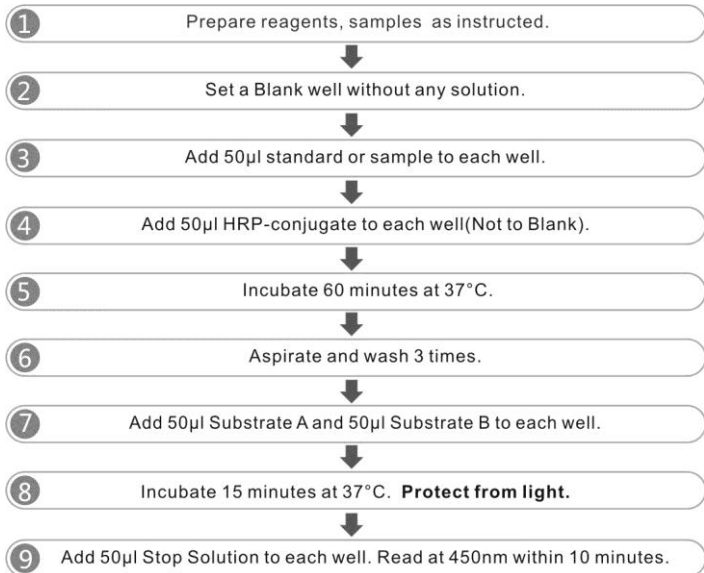 1 Prepare reagents, samples as instructed.
2 Set a Blank well without any solution.
3 Add 50μl standard or sample to each well.
4 Add 50μl HRP-conjugate to each well(Not to Blank).
5 Incubate 60 minutes at 37°C.
6 Aspirate and wash 3 times.
7 Add 50μl Substrate A and 50μl Substrate B to each well.
8 Incubate 15 minutes at 37°C. Protect from light.
9 Add 50μl Stop Solution to each well. Read at 450nm within 10 minutes.